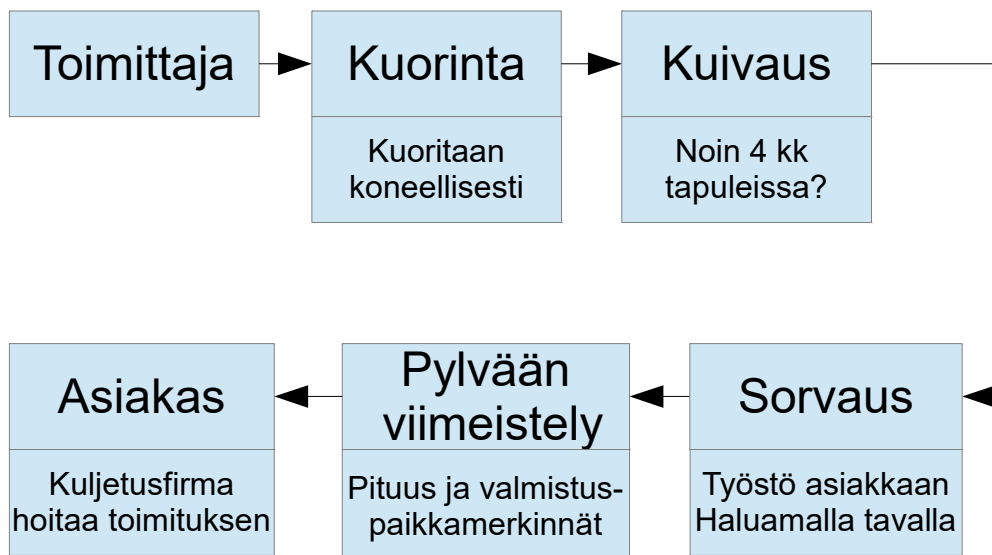 Toimittaja
Kuorinta
Kuoritaan
koneellisesti
Kuivaus
Noin 4 kk
tapuleissa?
Sorvaus
Työstö asiakkaan
Haluamalla tavalla
Pylvään
viimeistely
Pituus ja valmistus-
paikkamerkinnät
Asiakas
Kuljetusfirma
hoitaa toimituksen